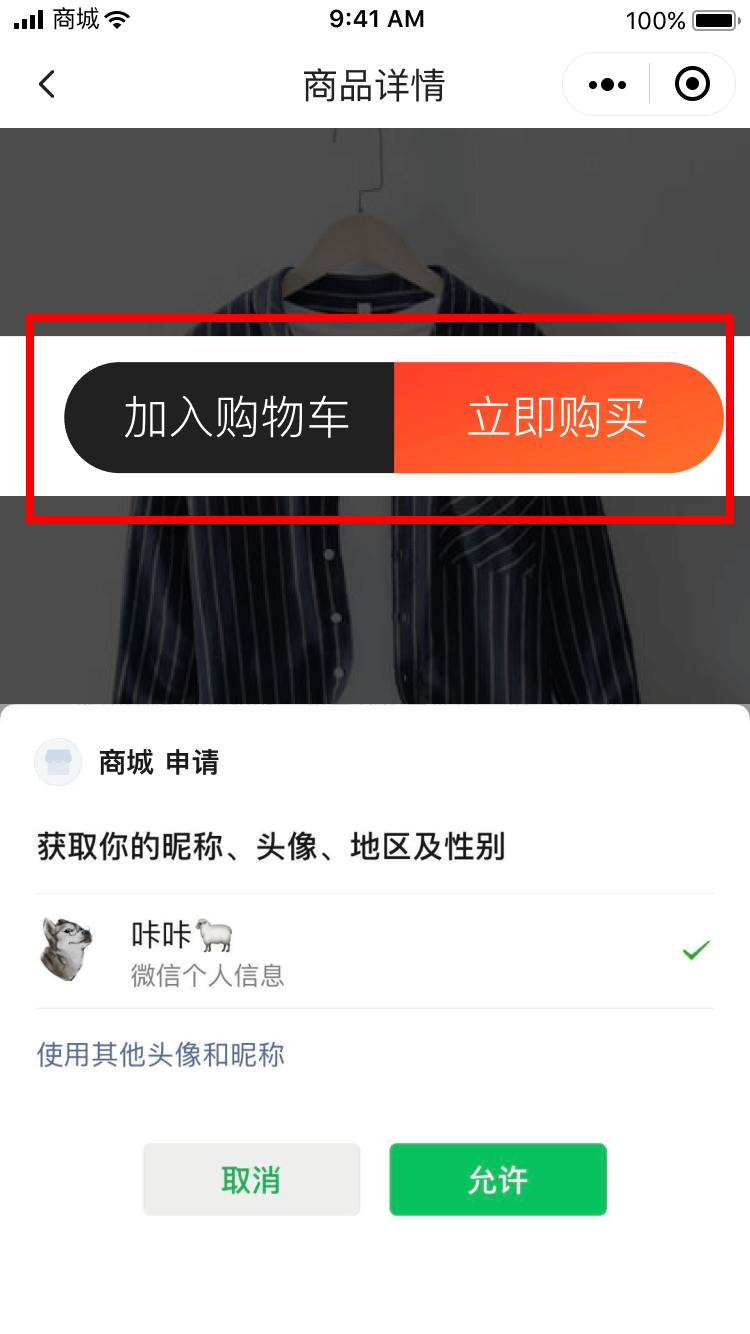 商城 9:41 AM 100%
商品详情
加入购物车 立即购买
商城 申请
获取你的昵称、头像、地区及性别
咔咔🐑
微信个人信息
使用其他头像和昵称
取消 允许